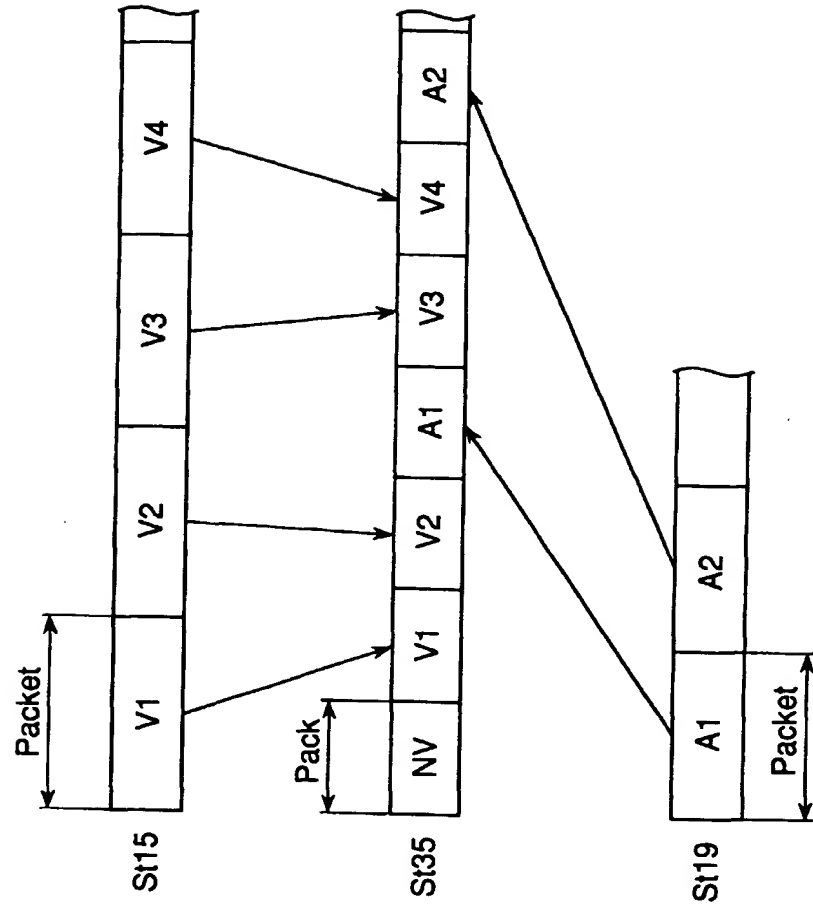 Packet
St15
V1
V2
V3
V4
Pack
St35
NV
V1
V2
A1
V3
V4
A2
St19
A1
A2
Packet